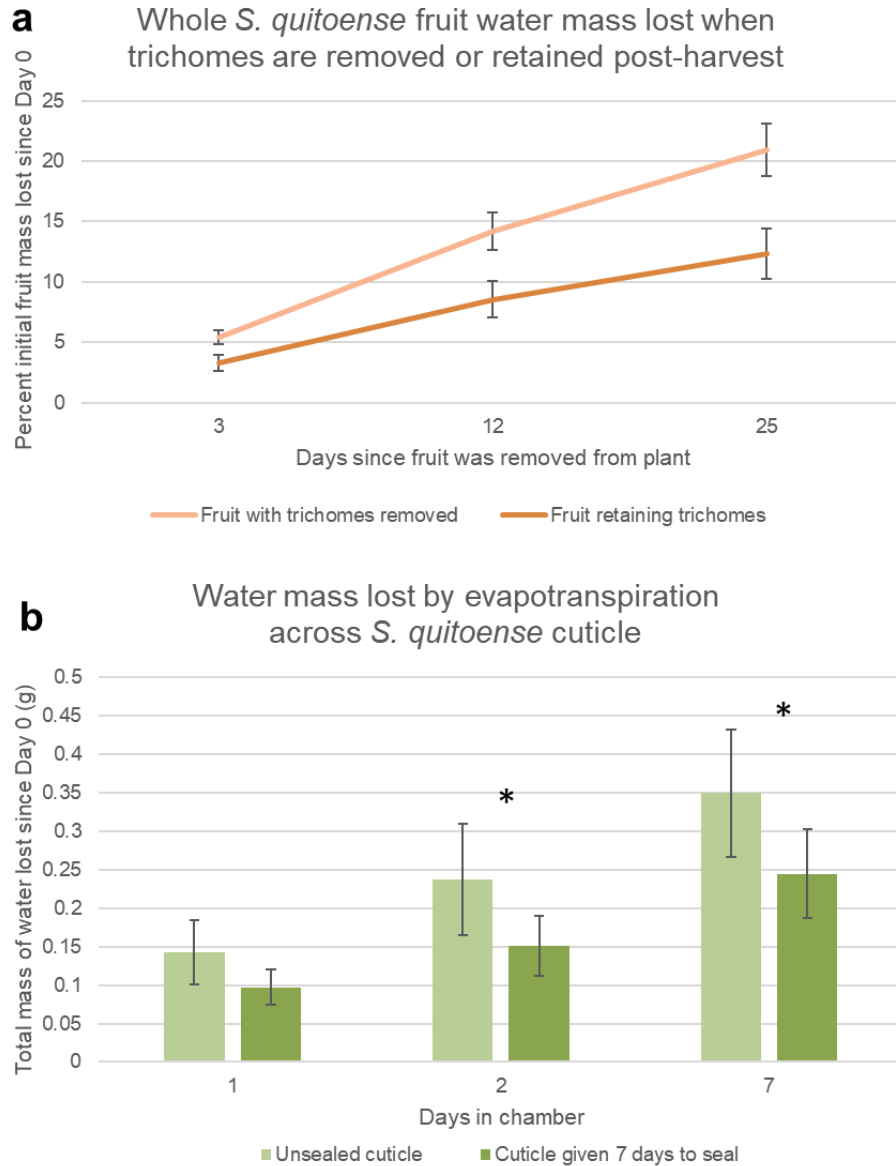 a
Whole S. quitoense fruit water mass lost when
trichomes are removed or retained post-harvest
Percent initial fruit mass lost since Day 0
25
20
15
10
5
0
3 12 25
Days since fruit was removed from plant
Fruit with trichomes removed Fruit retaining trichomes
b
Water mass lost by evapotranspiration
across S. quitoense cuticle
Total mass of water lost since Day 0 (g)
0.5
0.45
0.4
0.35
0.3
0.25
0.2
0.15
0.1
0.05
0
*
*
1 2 7
Days in chamber
Unsealed cuticle Cuticle given 7 days to seal